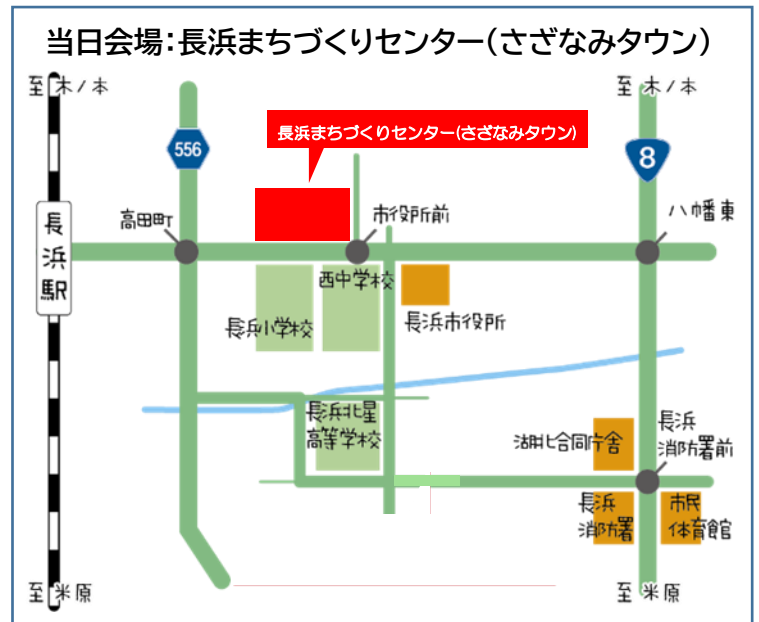 当日会場：長浜まちづくりセンター（さざなみタウン）
至 木ノ本
至 木ノ本
長浜まちづくりセンター(さざなみタウン)
556
8
高田町
市役所前
八幡東
長浜駅
西中学校
長浜小学校
長浜市役所
長浜北星
高等学校
湖北合同庁舎
長浜
消防署前
長浜
消防署
市民
体育館
至 米原
至 米原